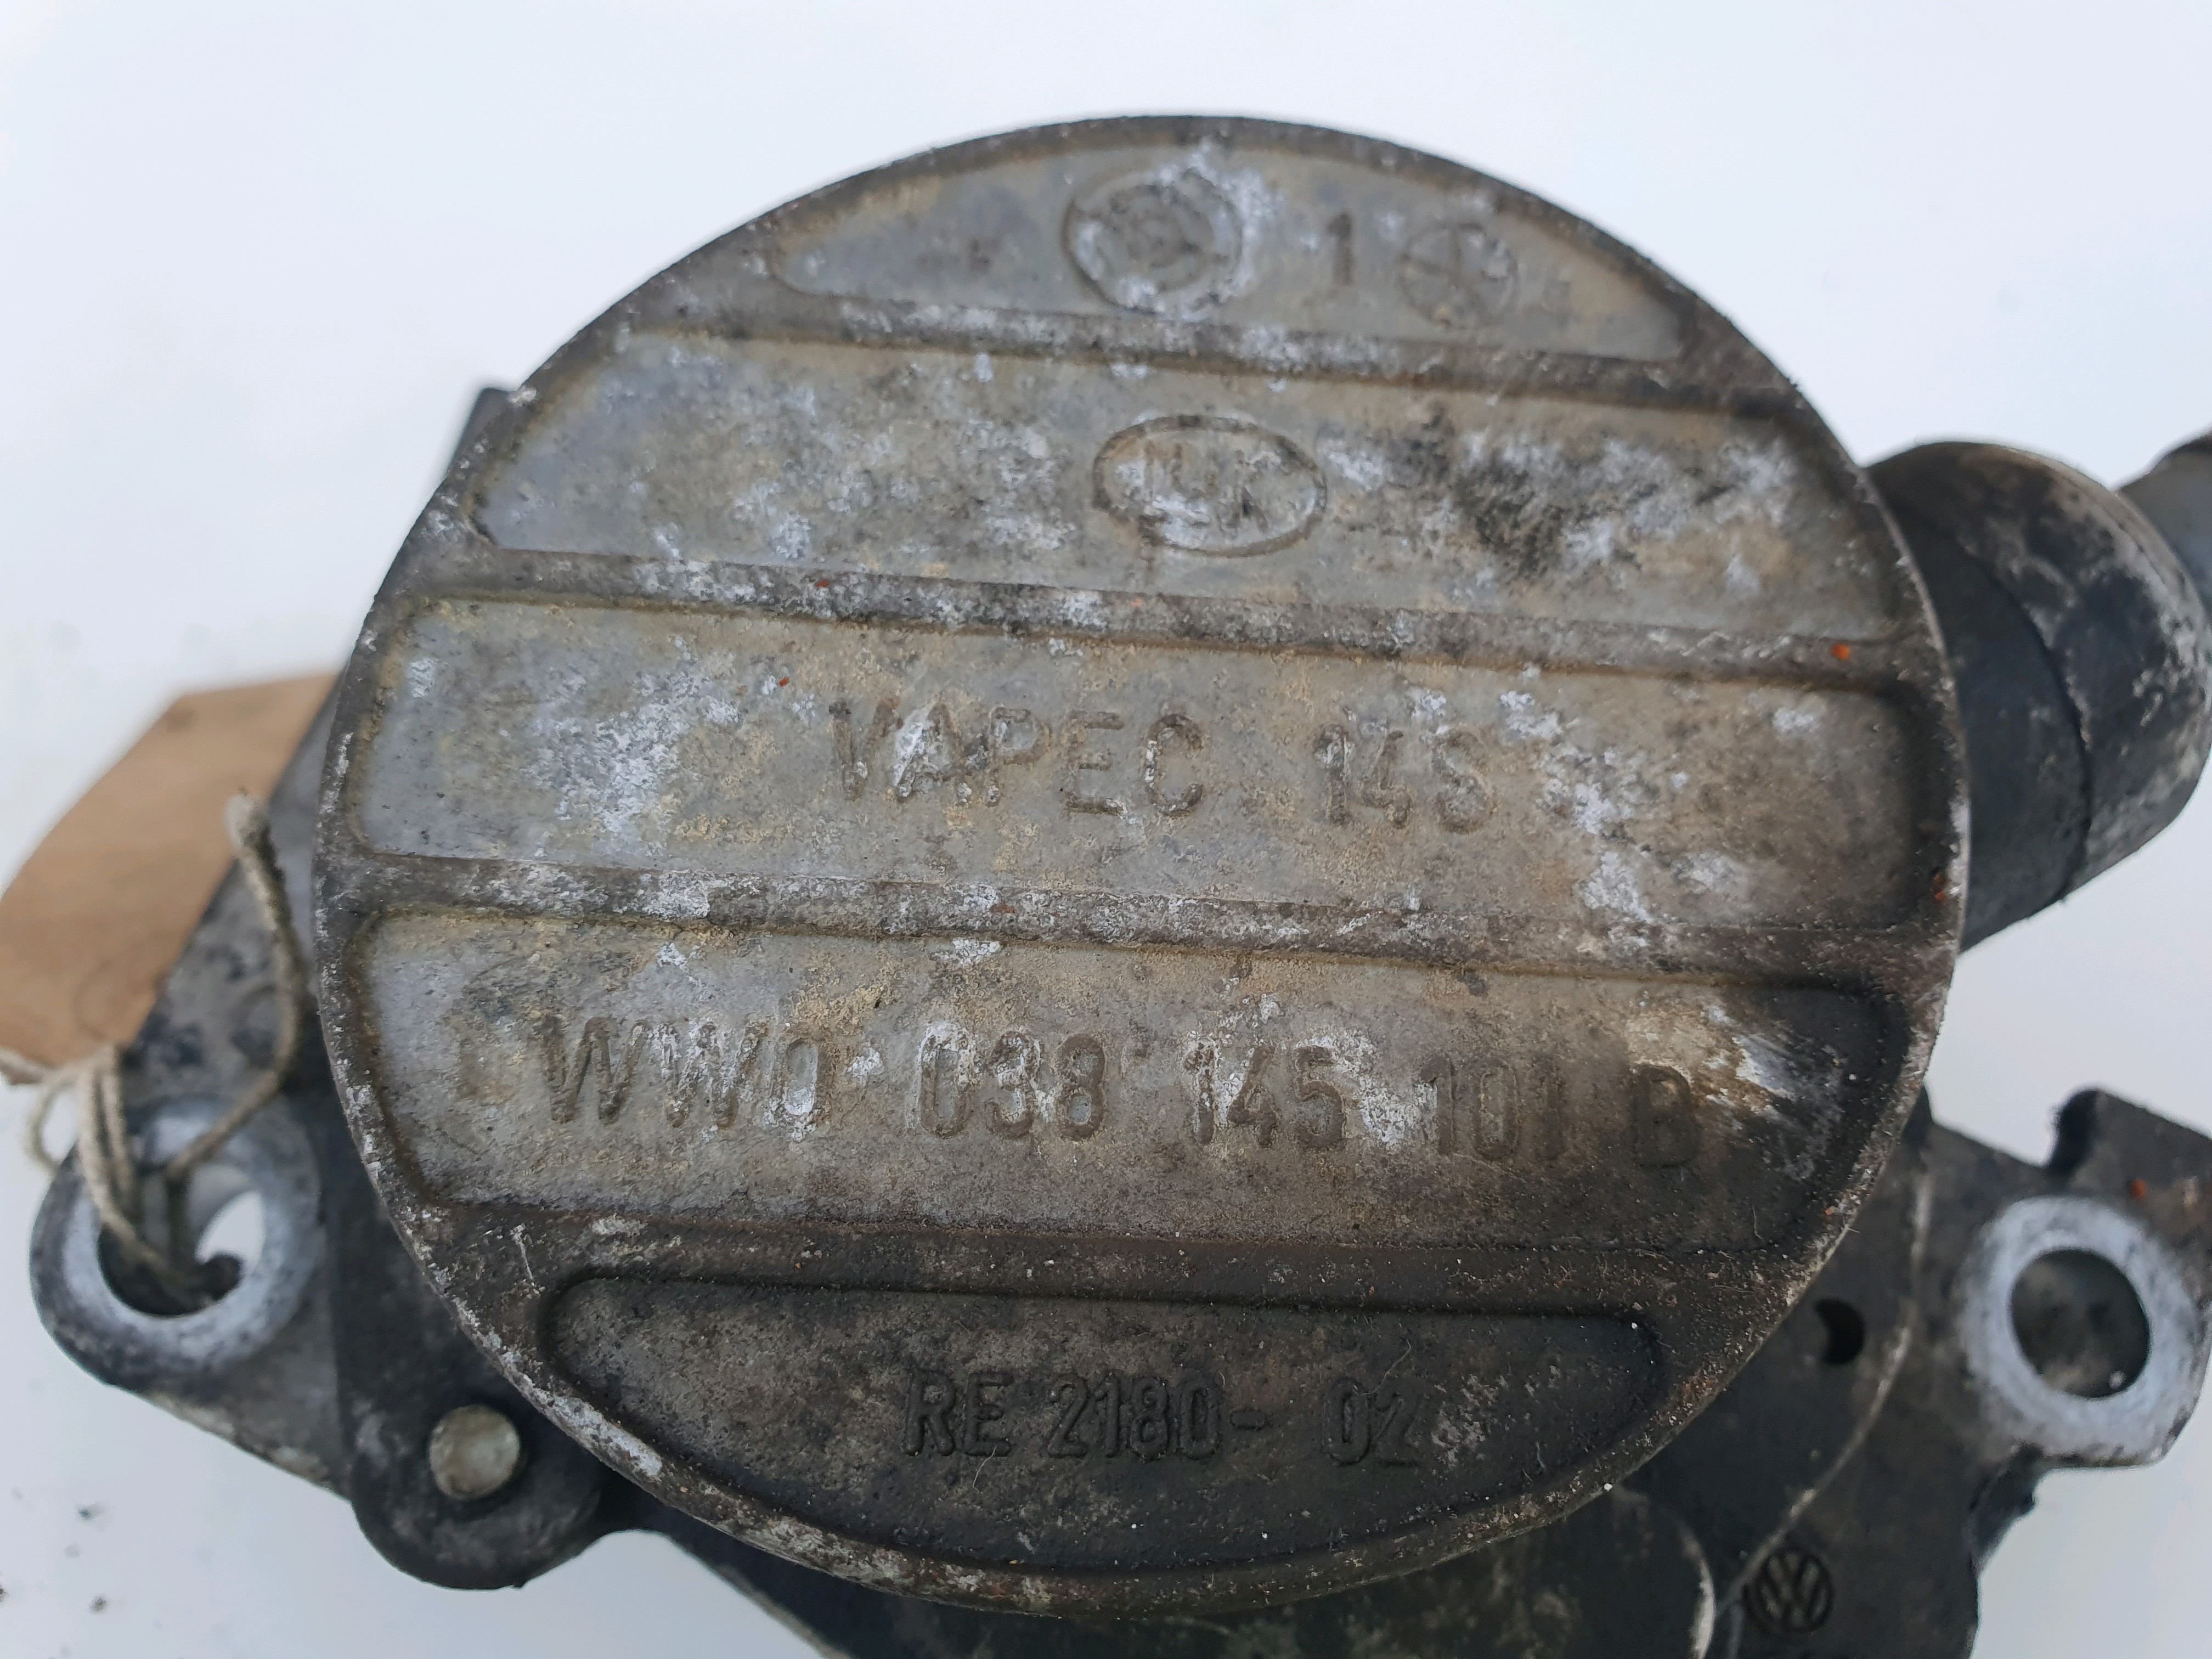 1
LUK
VAPEC 14S
WWO 038 145 101 B
RE 2180- 02